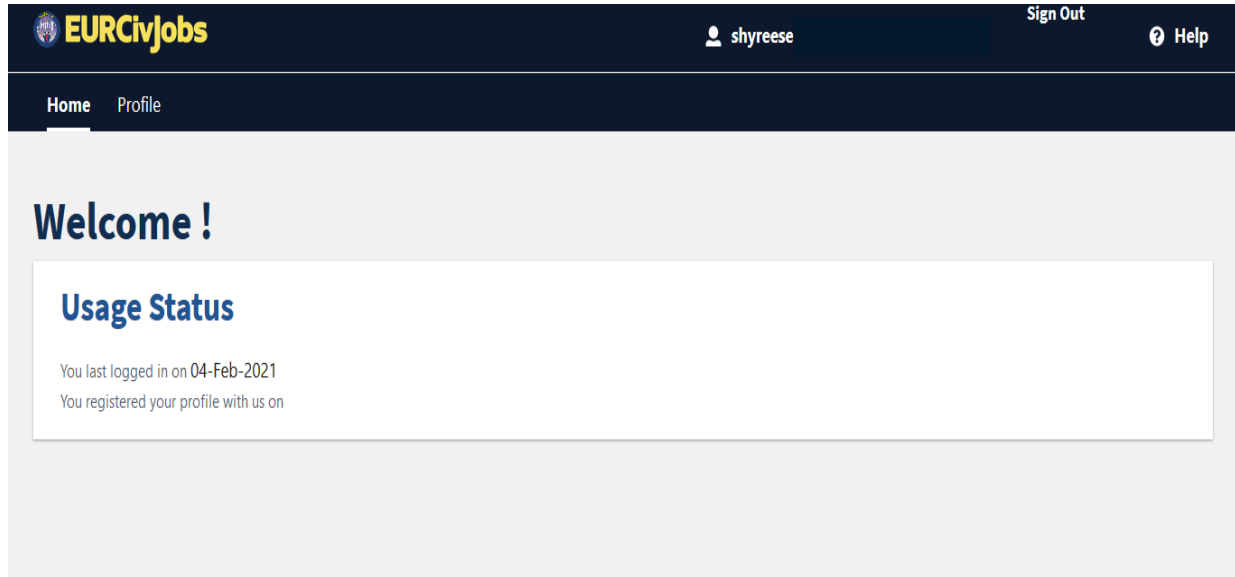 EURCivJobs
shyreese
Sign Out
Help
Home Profile
Welcome !
Usage Status
You last logged in on 04-Feb-2021
You registered your profile with us on